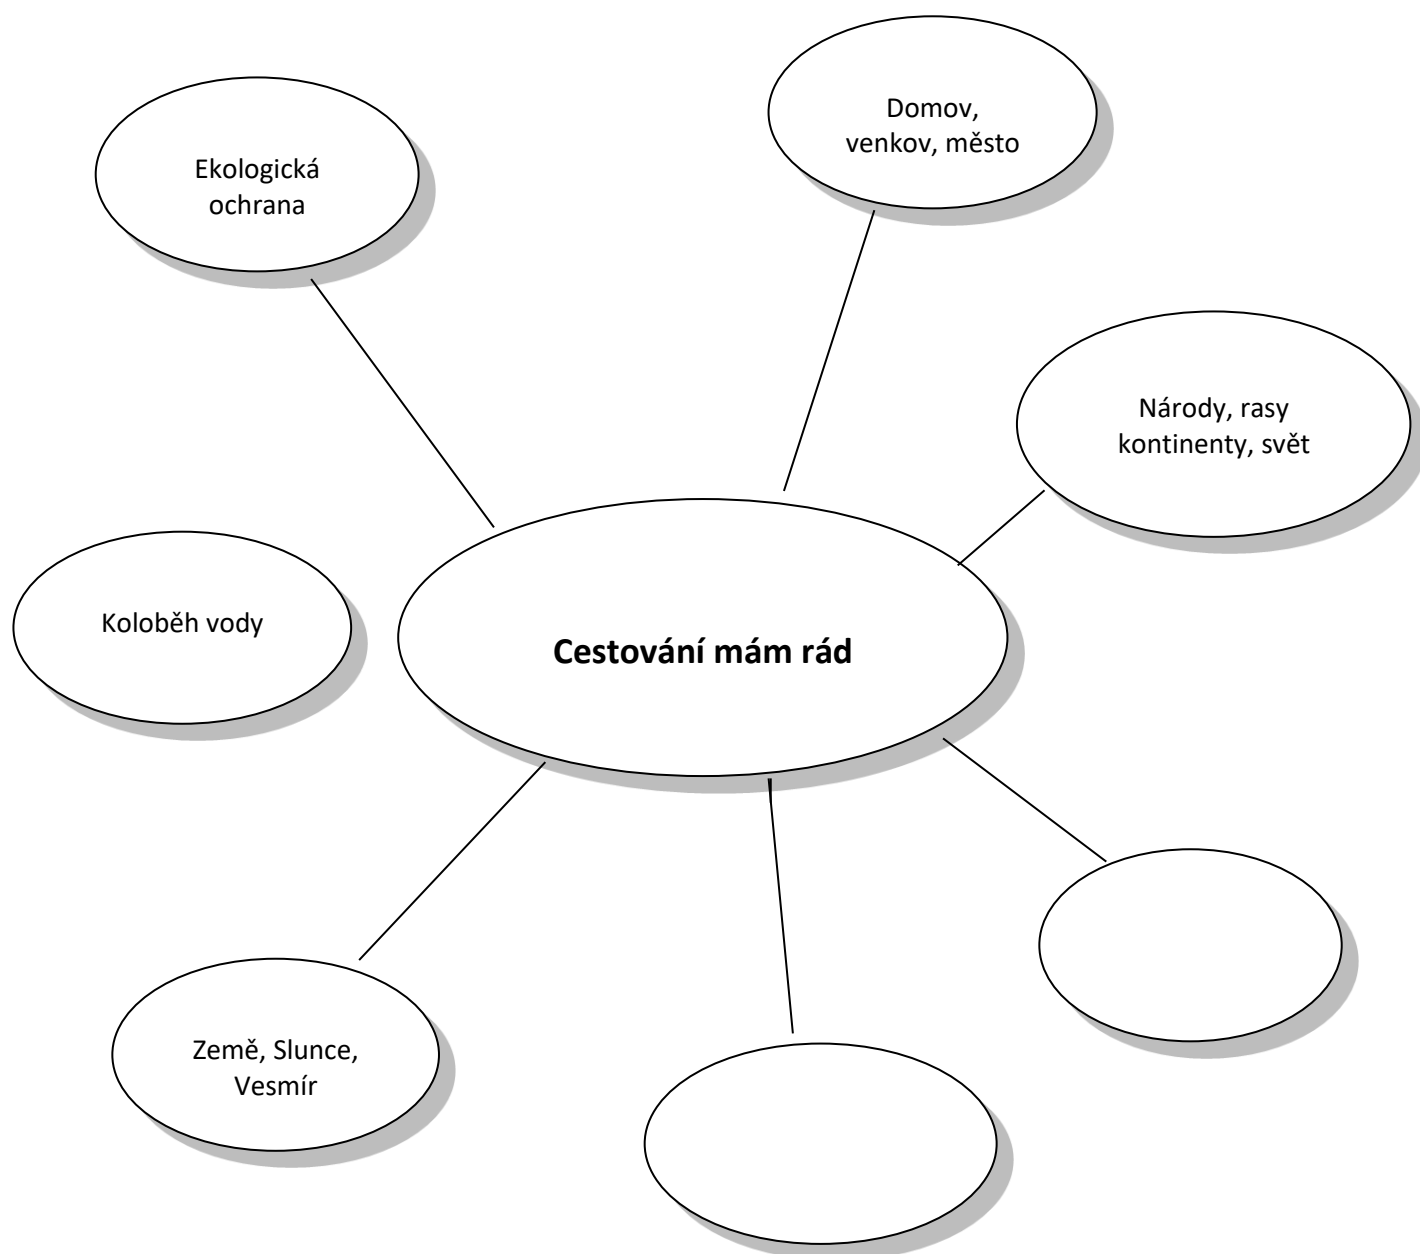 Domov,
venkov, město
Ekologická
ochrana
Národy, rasy
kontinenty, svět
Koloběh vody
Cestování mám rád
Země, Slunce,
Vesmír